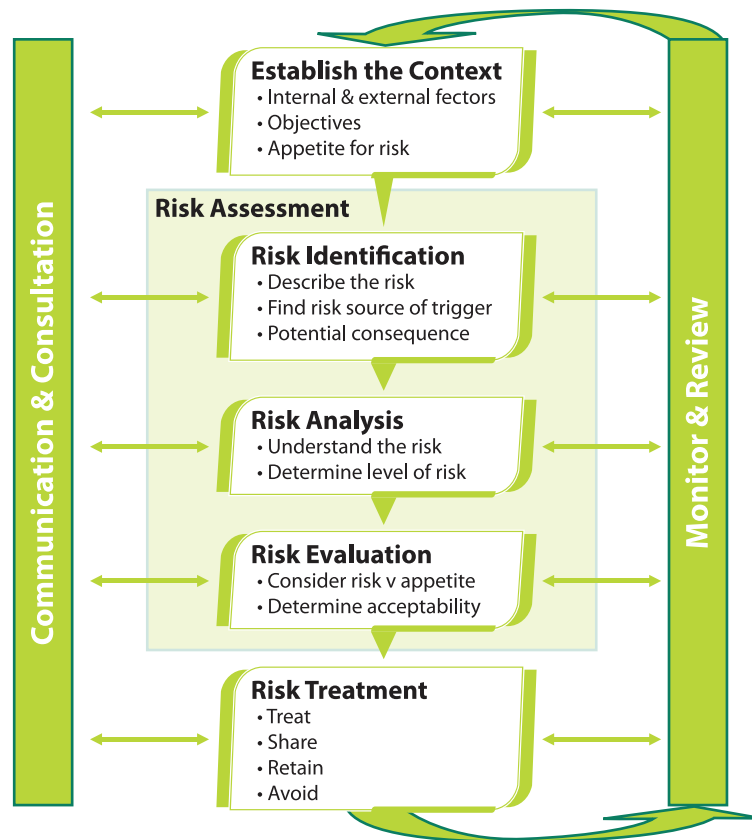 Establish the Context
• Internal & external fectors
• Objectives
• Appetite for risk
Risk Assessment
Risk Identification
• Describe the risk
• Find risk source of trigger
• Potential consequence
Risk Analysis
• Understand the risk
• Determine level of risk
Risk Evaluation
• Consider risk v appetite
• Determine acceptability
Risk Treatment
• Treat
• Share
• Retain
• Avoid
Communication & Consultation
Monitor & Review